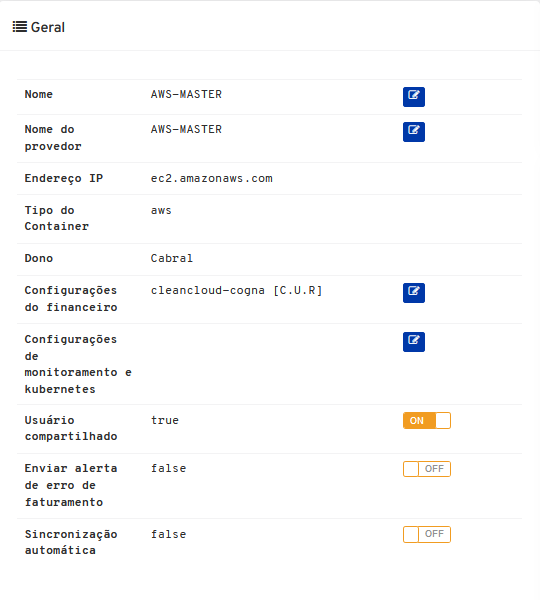 Geral
Nome AWS-MASTER
Nome do AWS-MASTER
provedor
Endereço IP ec2.amazonaws.com
Tipo do aws
Container
Dono Cabral
Configurações cleancloud-cogna [C.U.R]
do financeiro
Configurações
de
monitoramento e
kubernetes
Usuário true ON
compartilhado
Enviar alerta false OFF
de erro de
faturamento
Sincronização false OFF
automática